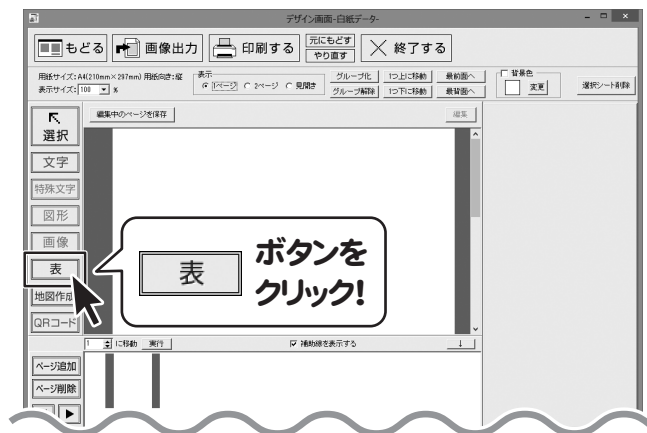 デザイン画面-白紙データ-
もどる 画像出力 印刷する 元にもどす やり直す 終了する
用紙サイズ:A4(210mm×297mm) 用紙向き:縦
表示サイズ: 100 %
表示
1ページ 2ページ 見開き
グループ化 1つ上に移動 最前面へ
グループ解除 1つ下に移動 最背面へ
背景色
変更
選択シート削除
選択
編集中のページを保存 編集
文字
特殊文字
図形
画像
表
地図作成
QRコード
表
ボタンを
クリック!
1 に移動 実行 補助線を表示する ↓
ページ追加
ページ削除